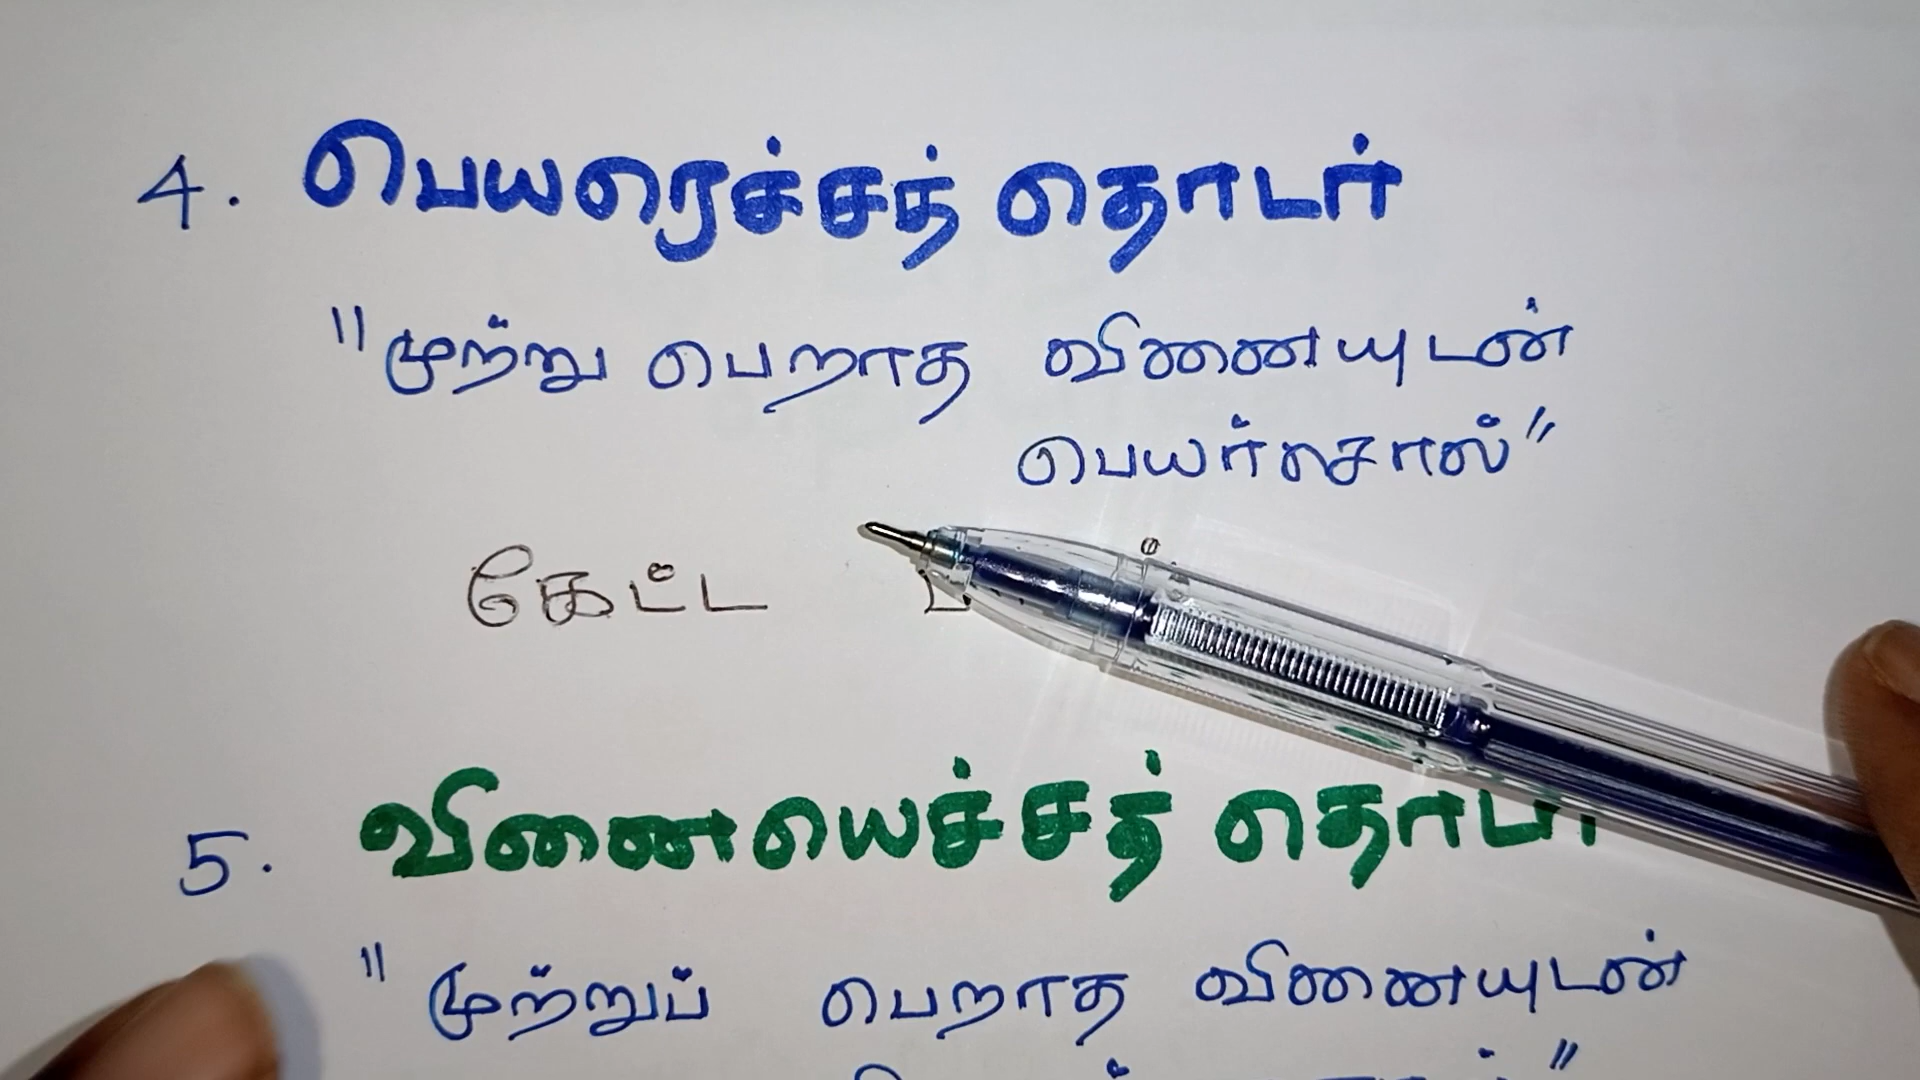 4. பெயரெச்சத் தொடர்
"முற்று பெறாத வினையுடன்
பெயர்சொல்"
கேட்ட
5. வினையெச்சத்
"முற்றுப் பெறாத வினையுடன்